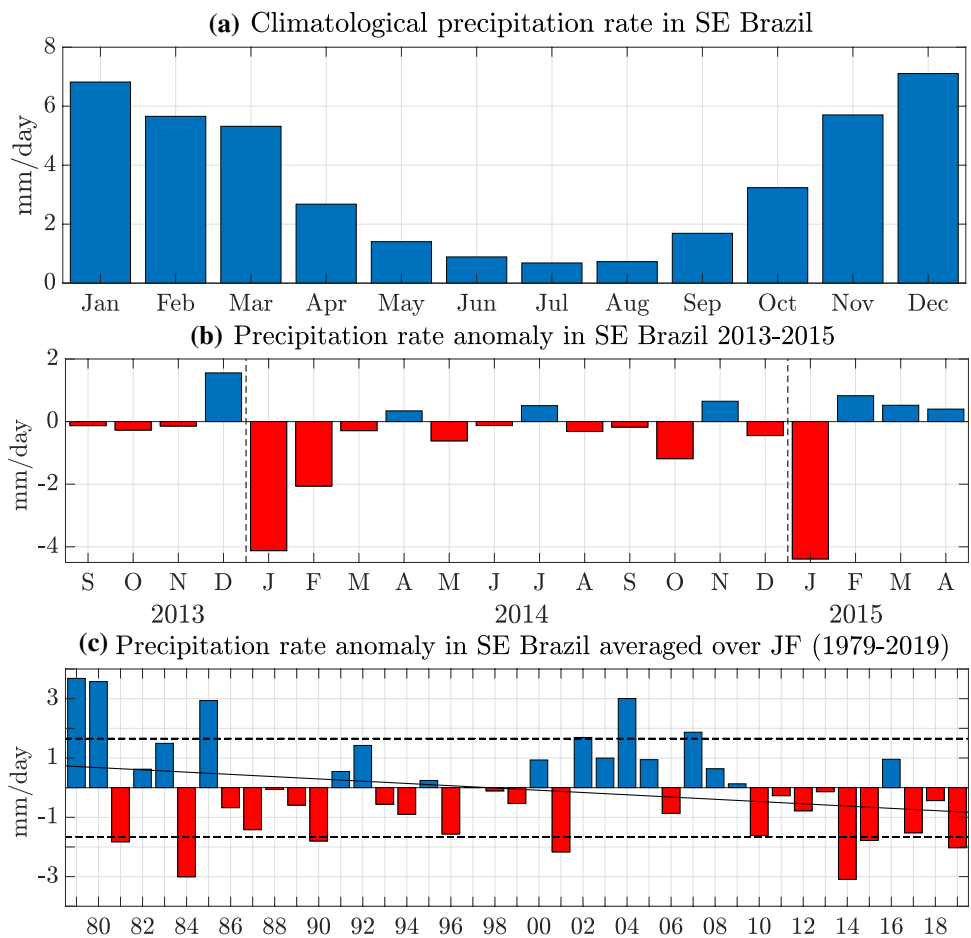 (a) Climatological precipitation rate in SE Brazil
8
6
4
2
0
mm/day
Jan Feb Mar Apr May Jun Jul Aug Sep Oct Nov Dec
(b) Precipitation rate anomaly in SE Brazil 2013-2015
2
0
-2
-4
mm/day
S O N D J F M A M J J A S O N D J F M A
2013 2014 2015
(c) Precipitation rate anomaly in SE Brazil averaged over JF (1979-2019)
3
1
-1
-3
mm/day
80 82 84 86 88 90 92 94 96 98 00 02 04 06 08 10 12 14 16 18